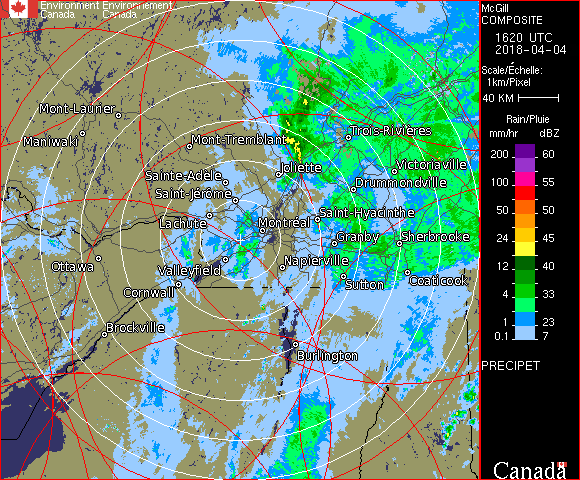 Environment Environnement
Canada Canada
McGill
COMPOSITE
1620 UTC
2018-04-04
Scale/Échelle:
1km/Pixel
40 KM
Rain/Pluie
mm/hr dBZ
200 60
100 55
50 50
24 45
12 40
4 33
1 23
0.1 7
PRECIPET
Canada
Mont-Laurier
Maniwaki
Mont-Tremblant
Trois-Rivières
Joliette
Victoriaville
Sainte-Adèle
Drummondville
Saint-Jérôme
Lachute
Montréal
Saint-Hyacinthe
Granby
Sherbrooke
Ottawa
Valleyfield
Napierville
Cornwall
Sutton
Coaticook
Brockville
Burlington